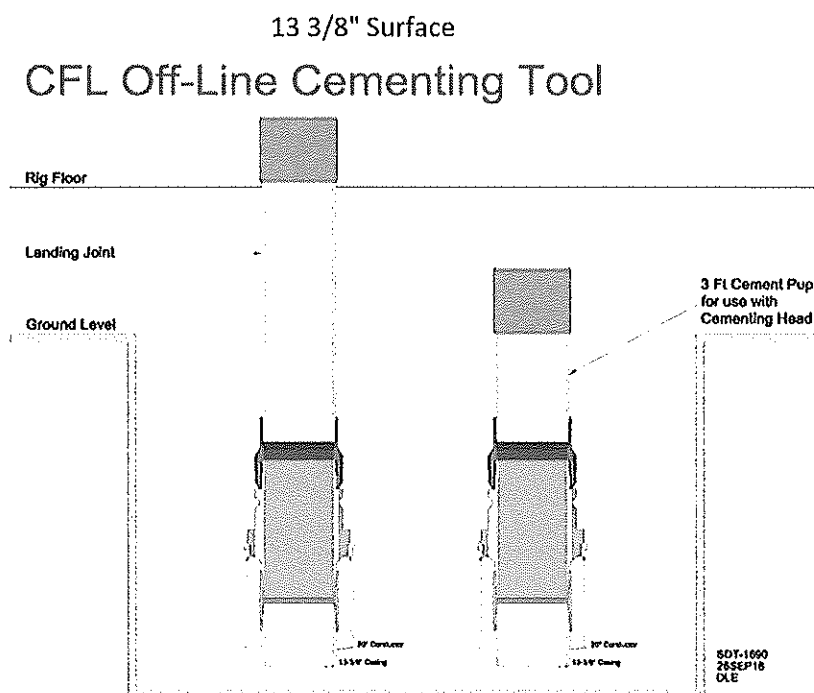 13 3/8" Surface
CFL Off-Line Cementing Tool
Rig Floor
Landing Joint
3 Ft Cement Pup
for use with
Cementing Head
Ground Level
20" Conductor
13-3/8" Casing
20" Conductor
13-3/8" Casing
SDT-1690
26SEP16
DLE